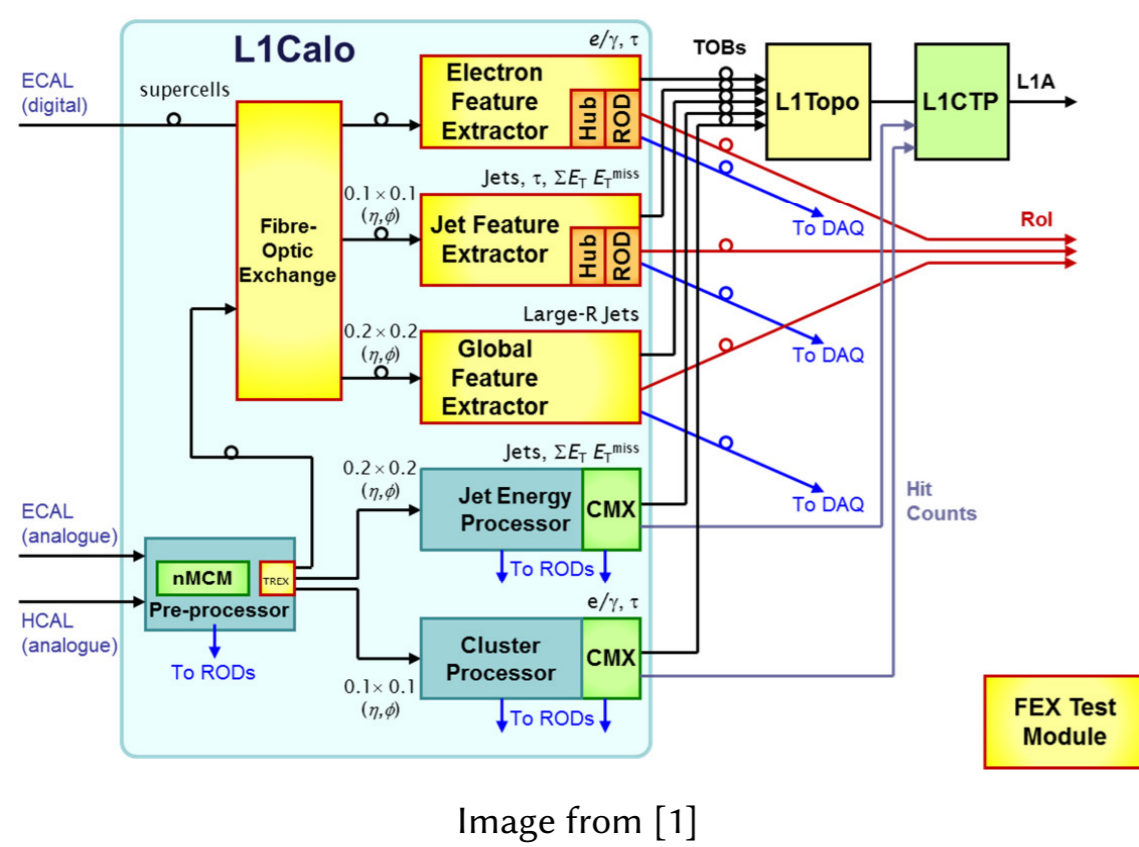 L1Calo
e/γ, τ
TOBs
ECAL
(digital)
supercells
Electron
Feature
Extractor
Hub
ROD
L1Topo
L1CTP
L1A
Jets, τ, ΣE_T E_T^miss
0.1 × 0.1
(η,ϕ)
To DAQ
Fibre-
Optic
Exchange
Jet Feature
Extractor
Hub
ROD
RoI
Large-R Jets
0.2 × 0.2
(η,ϕ)
Global
Feature
Extractor
To DAQ
Jets, ΣE_T E_T^miss
0.2 × 0.2
(η,ϕ)
Jet Energy
Processor
CMX
To DAQ
Hit
Counts
ECAL
(analogue)
To RODs
nMCM
TREX
Pre-processor
HCAL
(analogue)
e/γ, τ
To RODs
Cluster
Processor
CMX
0.1 × 0.1
(η,ϕ)
To RODs
FEX Test
Module
Image from [1]